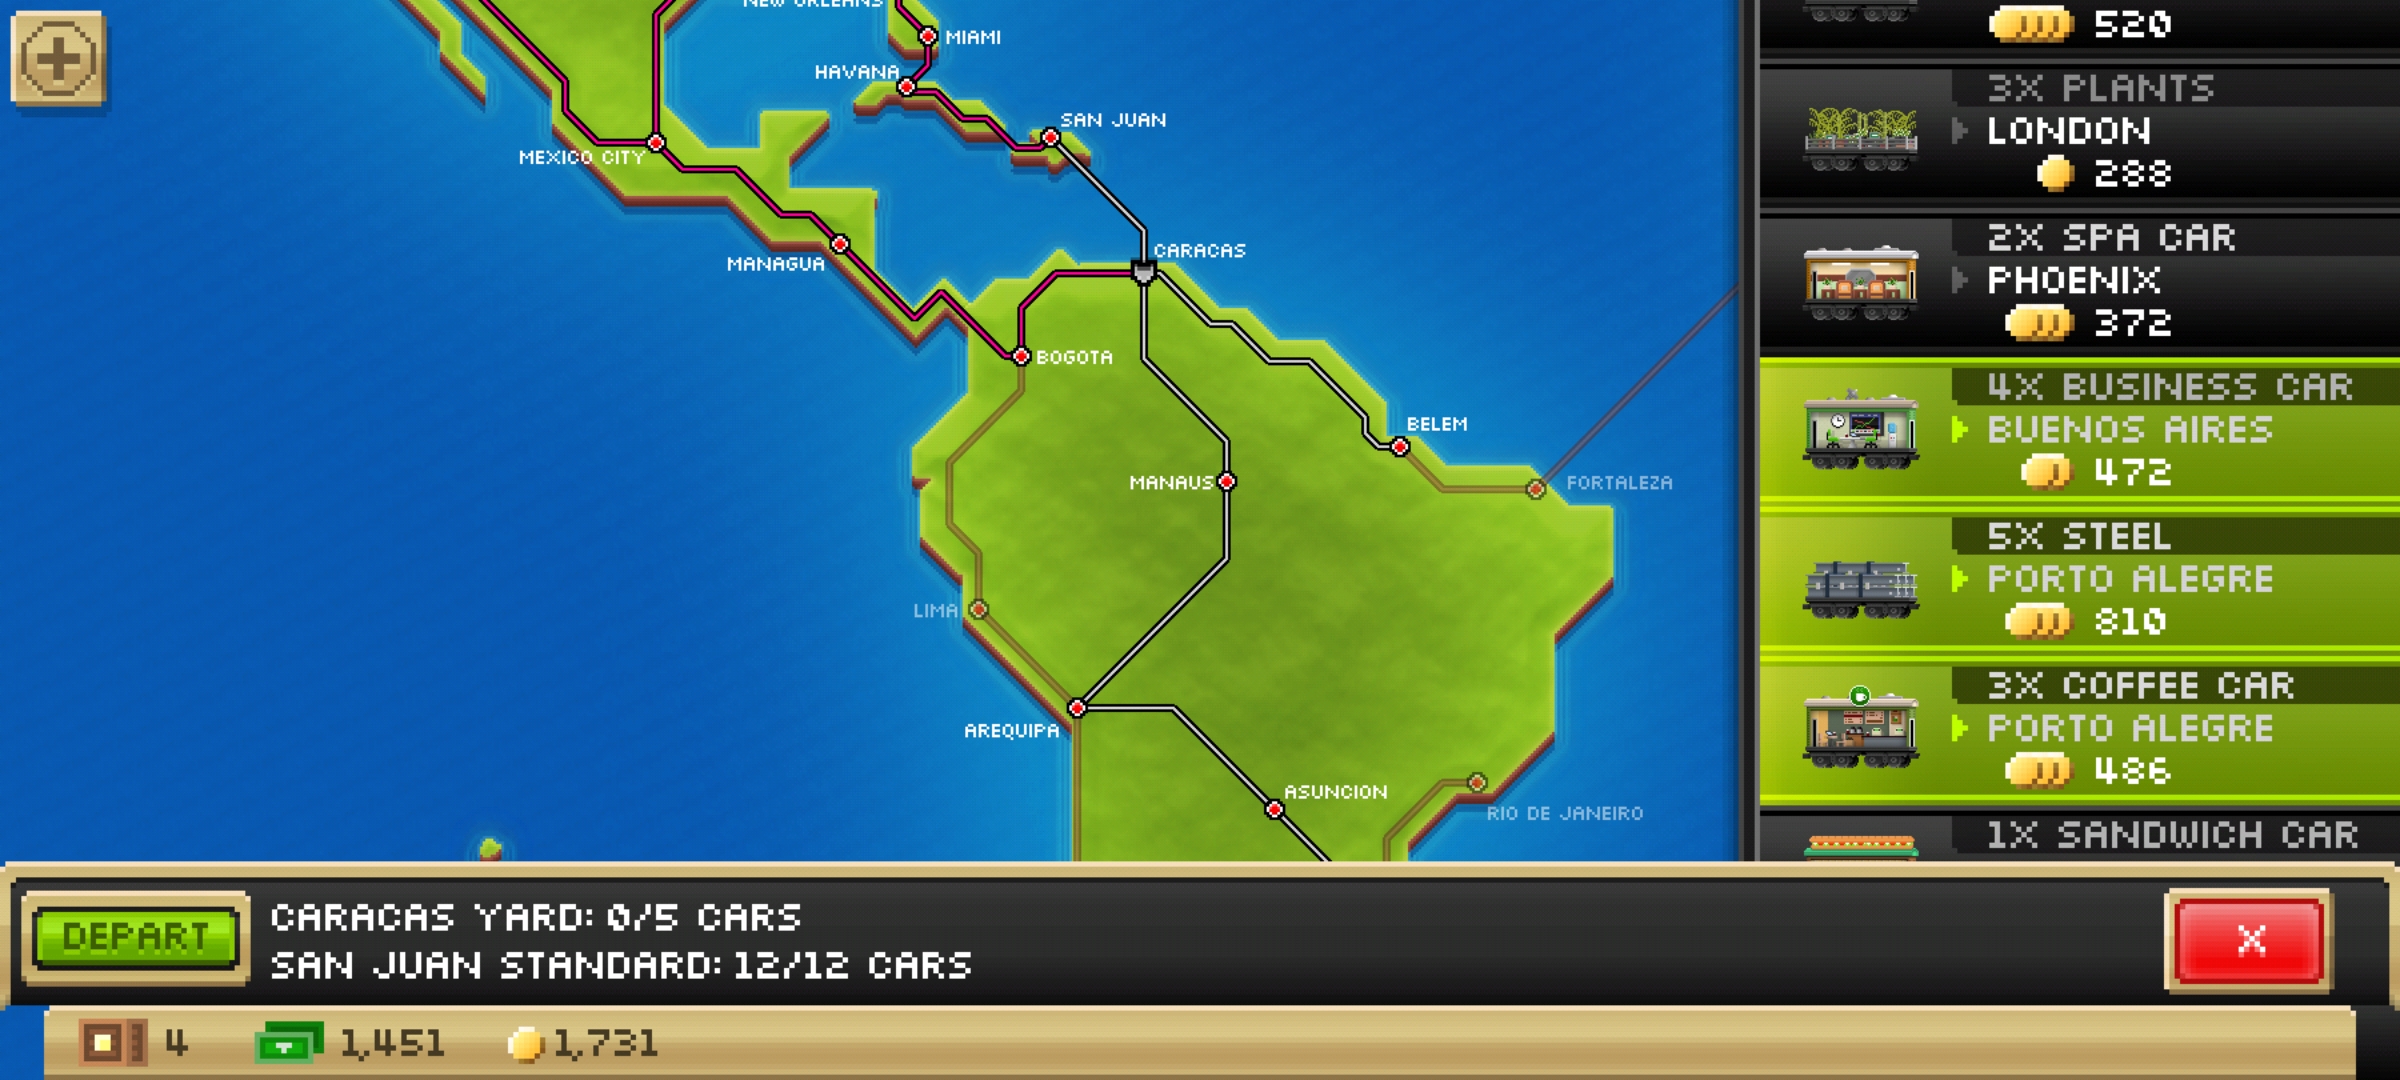 NEW ORLEANS
MIAMI
HAVANA
SAN JUAN
MEXICO CITY
CARACAS
MANAGUA
BOGOTA
BELEM
MANAUS
FORTALEZA
LIMA
AREQUIPA
ASUNCION
RIO DE JANEIRO
520
3X PLANTS
LONDON
288
2X SPA CAR
PHOENIX
372
4X BUSINESS CAR
BUENOS AIRES
472
5X STEEL
PORTO ALEGRE
810
3X COFFEE CAR
PORTO ALEGRE
486
1X SANDWICH CAR
DEPART
CARACAS YARD: 0/5 CARS
SAN JUAN STANDARD: 12/12 CARS
X
4
1,451
1,731